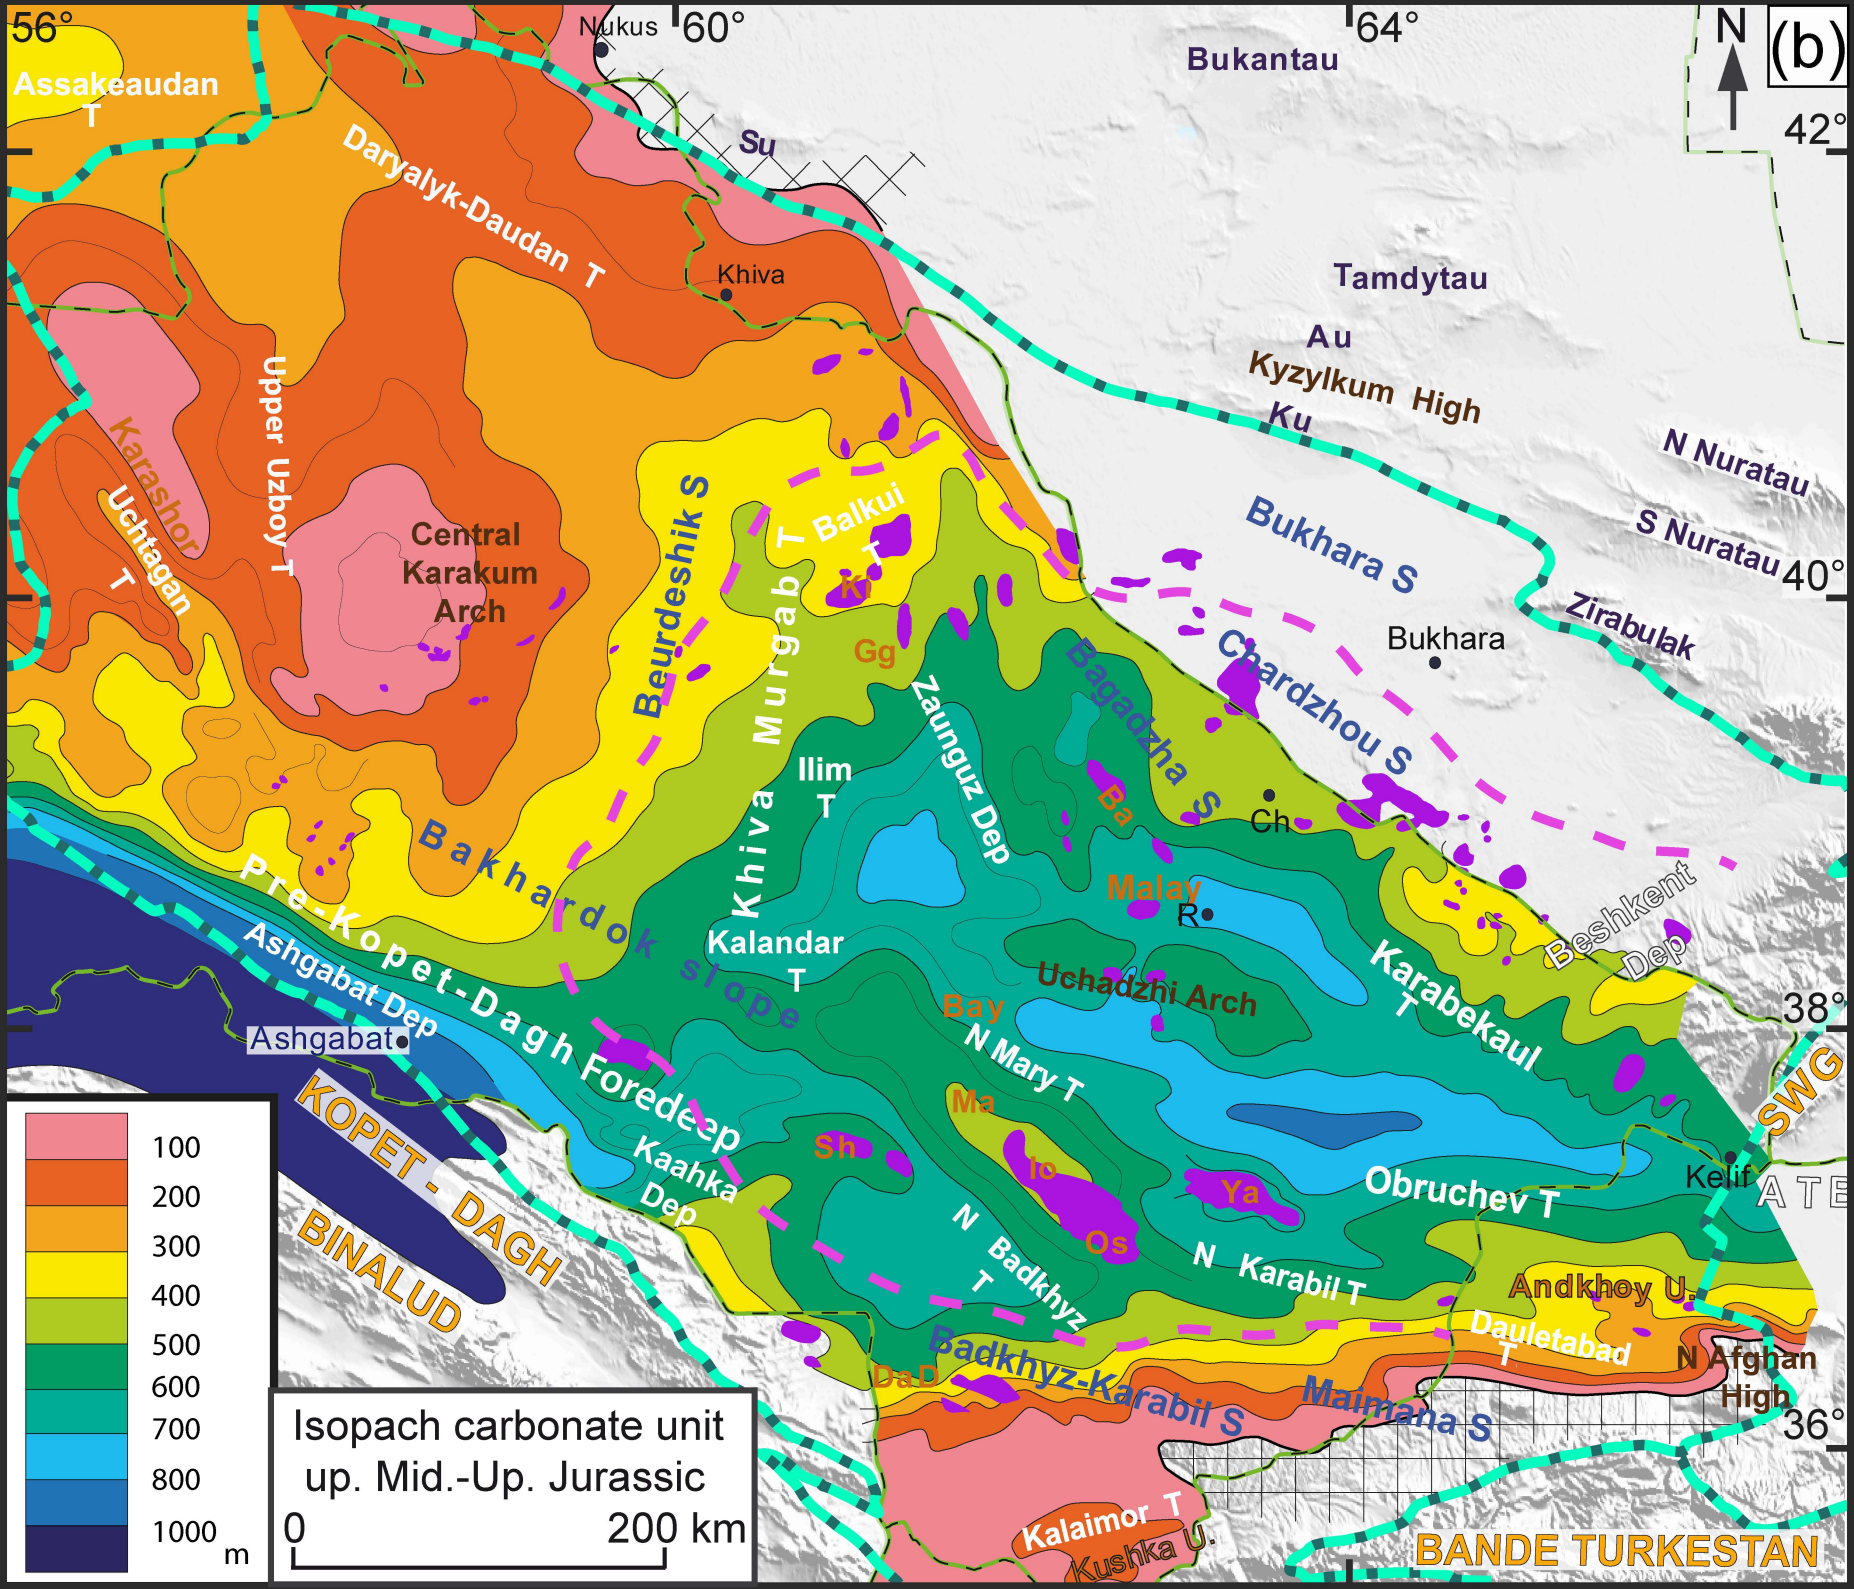 56°
Nukus
60°
64°
N
(b)
Bukantau
Assakeaudan
T
42°
Su
Daryalyk-Daudan T
Khiva
Tamdytau
Au
Kyzylkum High
Ku
N Nuratau
Upper Uzboy T
Karashor
Uchtagan
T
Central
Karakum
Arch
Beurdeshik S
Balkui
T
Bukhara S
S Nuratau
40°
Ki
Gg
Zirabulak
Bukhara
Khiva Murgab T
Bagadzha S
Chardzhou S
Zaunguz Dep
Ilim
T
Ba
Ch
Bakhardok slope
Pre-Kopet-Dagh Foredeep
Malay
R
Beshkent
Dep
Ashgabat Dep
Kalandar
T
Karabekaul
T
Uchadzhi Arch
Bay
38°
Ashgabat
N Mary T
SWG
KOPET - DAGH
Ma
Sh
Kaahka
Dep
Io
Ya
Obruchev T
Kelif
ATB
BINALUD
N Badkhyz
T
Os
N Karabil T
Andkhoy U.
Dauletabad
T
N Afghan
High
Badkhyz-Karabil S
DaD
Maimana S
36°
Kalaimor T
Kushka U.
BANDE TURKESTAN
100
200
300
400
500
600
700
800
1000
m
Isopach carbonate unit
up. Mid.-Up. Jurassic
0
200 km